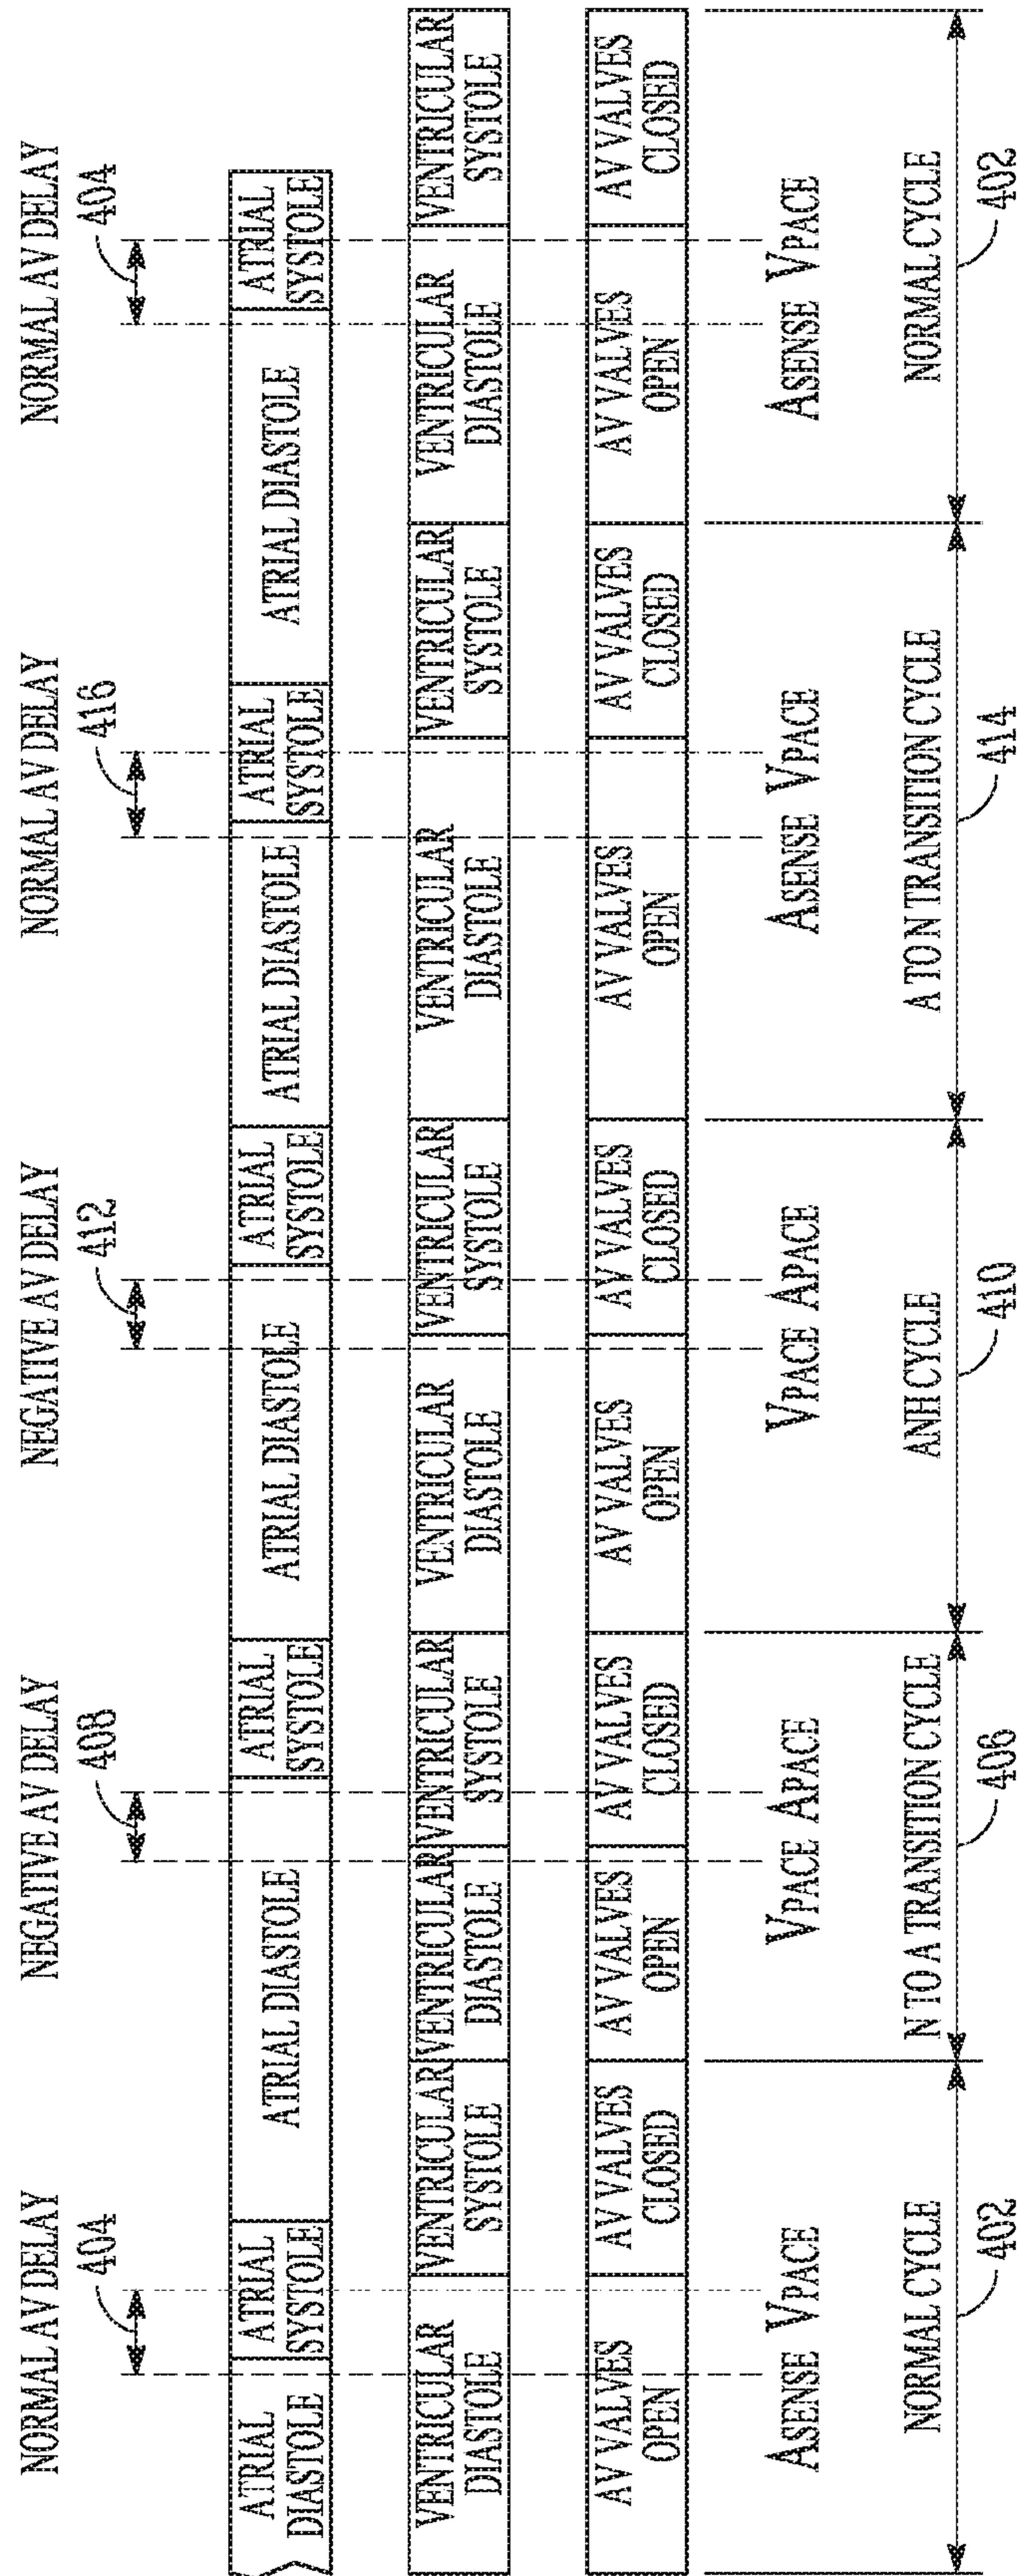 NORMAL AV DELAY
NEGATIVE AV DELAY
NEGATIVE AV DELAY
NORMAL AV DELAY
NORMAL AV DELAY
404
408
412
416
404
ATRIAL
DIASTOLE
ATRIAL
SYSTOLE
ATRIAL DIASTOLE
ATRIAL
SYSTOLE
ATRIAL DIASTOLE
ATRIAL
SYSTOLE
ATRIAL DIASTOLE
ATRIAL
SYSTOLE
ATRIAL DIASTOLE
ATRIAL
SYSTOLE
VENTRICULAR
DIASTOLE
VENTRICULAR
SYSTOLE
VENTRICULAR
DIASTOLE
VENTRICULAR
SYSTOLE
VENTRICULAR
DIASTOLE
VENTRICULAR
SYSTOLE
VENTRICULAR
DIASTOLE
VENTRICULAR
SYSTOLE
VENTRICULAR
DIASTOLE
VENTRICULAR
SYSTOLE
AV VALVES
OPEN
AV VALVES
CLOSED
AV VALVES
OPEN
AV VALVES
CLOSED
AV VALVES
OPEN
AV VALVES
CLOSED
AV VALVES
OPEN
AV VALVES
CLOSED
AV VALVES
OPEN
AV VALVES
CLOSED
ASENSE VPACE
VPACE APACE
VPACE APACE
ASENSE VPACE
ASENSE VPACE
NORMAL CYCLE
N TO A TRANSITION CYCLE
ANH CYCLE
A TO N TRANSITION CYCLE
NORMAL CYCLE
402
406
410
414
402